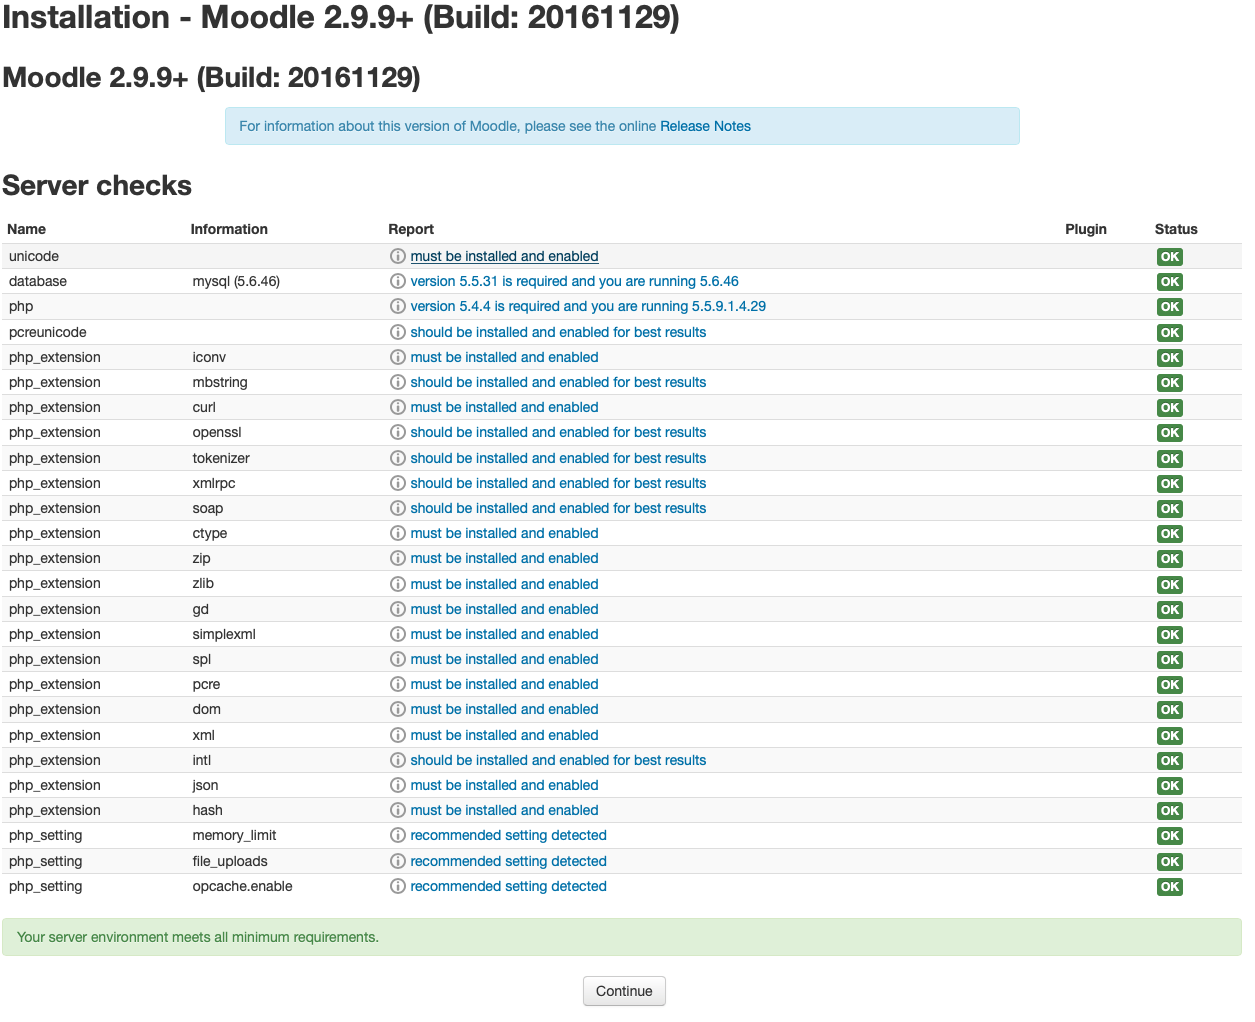 Installation - Moodle 2.9.9+ (Build: 20161129)
Moodle 2.9.9+ (Build: 20161129)
For information about this version of Moodle, please see the online Release Notes
Server checks
Name Information Report Plugin Status
unicode must be installed and enabled OK
database mysql (5.6.46) version 5.5.31 is required and you are running 5.6.46 OK
php version 5.4.4 is required and you are running 5.5.9.1.4.29 OK
pcreunicode should be installed and enabled for best results OK
php_extension iconv must be installed and enabled OK
php_extension mbstring should be installed and enabled for best results OK
php_extension curl must be installed and enabled OK
php_extension openssl should be installed and enabled for best results OK
php_extension tokenizer should be installed and enabled for best results OK
php_extension xmlrpc should be installed and enabled for best results OK
php_extension soap should be installed and enabled for best results OK
php_extension ctype must be installed and enabled OK
php_extension zip must be installed and enabled OK
php_extension zlib must be installed and enabled OK
php_extension gd must be installed and enabled OK
php_extension simplexml must be installed and enabled OK
php_extension spl must be installed and enabled OK
php_extension pcre must be installed and enabled OK
php_extension dom must be installed and enabled OK
php_extension xml must be installed and enabled OK
php_extension intl should be installed and enabled for best results OK
php_extension json must be installed and enabled OK
php_extension hash must be installed and enabled OK
php_setting memory_limit recommended setting detected OK
php_setting file_uploads recommended setting detected OK
php_setting opcache.enable recommended setting detected OK
Your server environment meets all minimum requirements.
Continue